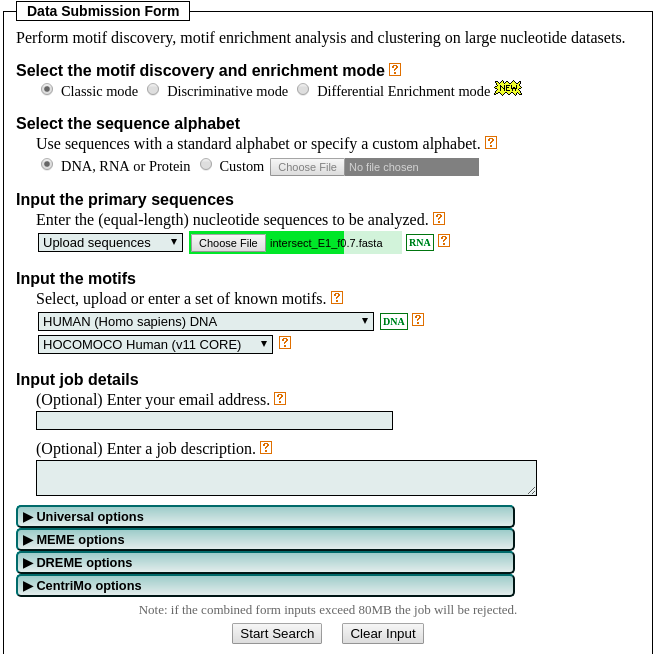 Data Submission Form
Perform motif discovery, motif enrichment analysis and clustering on large nucleotide datasets.
Select the motif discovery and enrichment mode ?
Classic mode Discriminative mode Differential Enrichment mode NEW
Select the sequence alphabet
Use sequences with a standard alphabet or specify a custom alphabet. ?
DNA, RNA or Protein Custom Choose File No file chosen
Input the primary sequences
Enter the (equal-length) nucleotide sequences to be analyzed. ?
Upload sequences ▼ Choose File intersect_E1_f0.7.fasta RNA ?
Input the motifs
Select, upload or enter a set of known motifs. ?
HUMAN (Homo sapiens) DNA ▼ DNA ?
HOCOMOCO Human (v11 CORE) ▼ ?
Input job details
(Optional) Enter your email address. ?
(Optional) Enter a job description. ?
▶ Universal options
▶ MEME options
▶ DREME options
▶ CentriMo options
Note: if the combined form inputs exceed 80MB the job will be rejected.
Start Search Clear Input